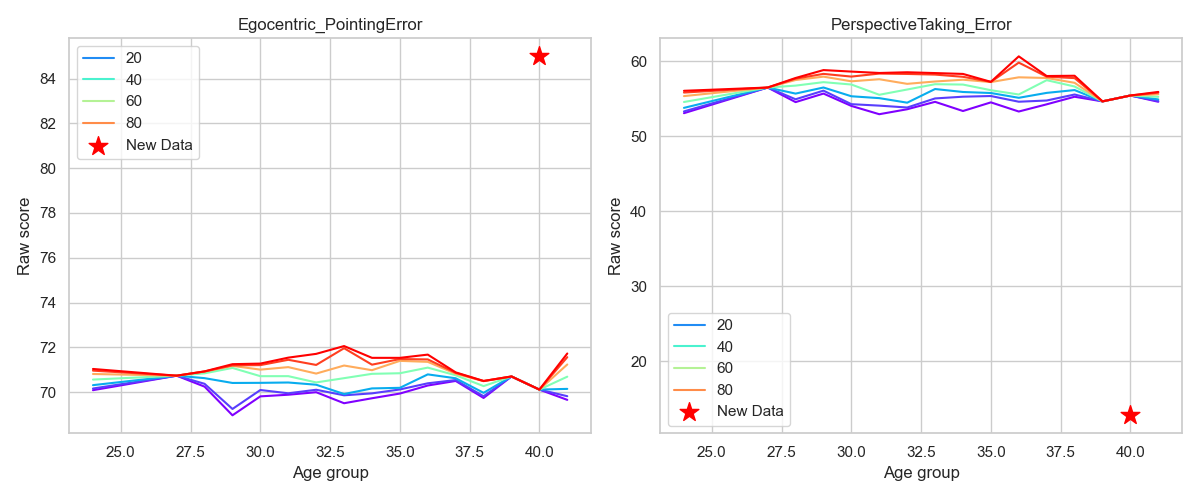 Egocentric_PointingError
Raw score
84
82
80
78
76
74
72
70
20
40
60
80
New Data
25.0 27.5 30.0 32.5 35.0 37.5 40.0
Age group
PerspectiveTaking_Error
Raw score
60
50
40
30
20
20
40
60
80
New Data
25.0 27.5 30.0 32.5 35.0 37.5 40.0
Age group